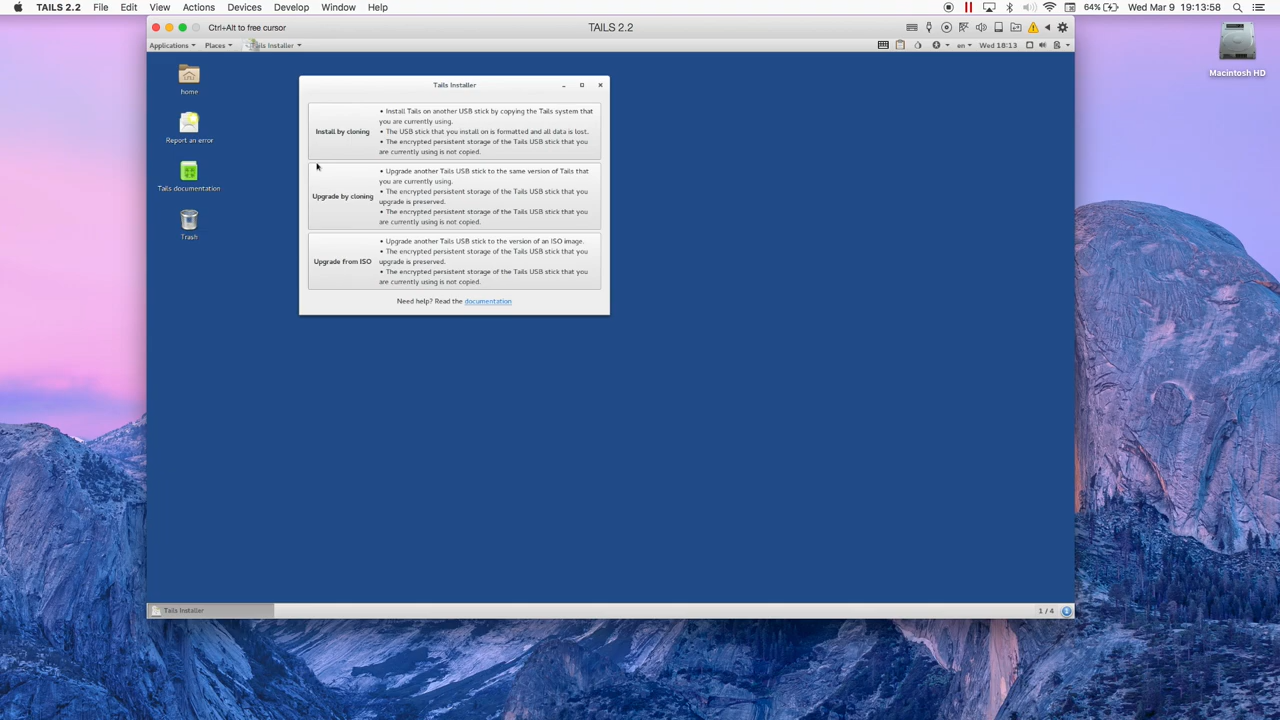 TAILS 2.2 File Edit View Actions Devices Develop Window Help 64% Wed Mar 9 19:13:58
Ctrl+Alt to free cursor TAILS 2.2
Applications Places Tails Installer en Wed 18:13
Macintosh HD
home
Report an error
Tails documentation
Trash
Tails Installer
Install by cloning
• Install Tails on another USB stick by copying the Tails system that
you are currently using.
• The USB stick that you install on is formatted and all data is lost.
• The encrypted persistent storage of the Tails USB stick that you
are currently using is not copied.
Upgrade by cloning
• Upgrade another Tails USB stick to the same version of Tails that
you are currently using.
• The encrypted persistent storage of the Tails USB stick that you
upgrade is preserved.
• The encrypted persistent storage of the Tails USB stick that you
are currently using is not copied.
Upgrade from ISO
• Upgrade another Tails USB stick to the version of an ISO image.
• The encrypted persistent storage of the Tails USB stick that you
upgrade is preserved.
• The encrypted persistent storage of the Tails USB stick that you
are currently using is not copied.
Need help? Read the documentation
Tails Installer 1 / 4